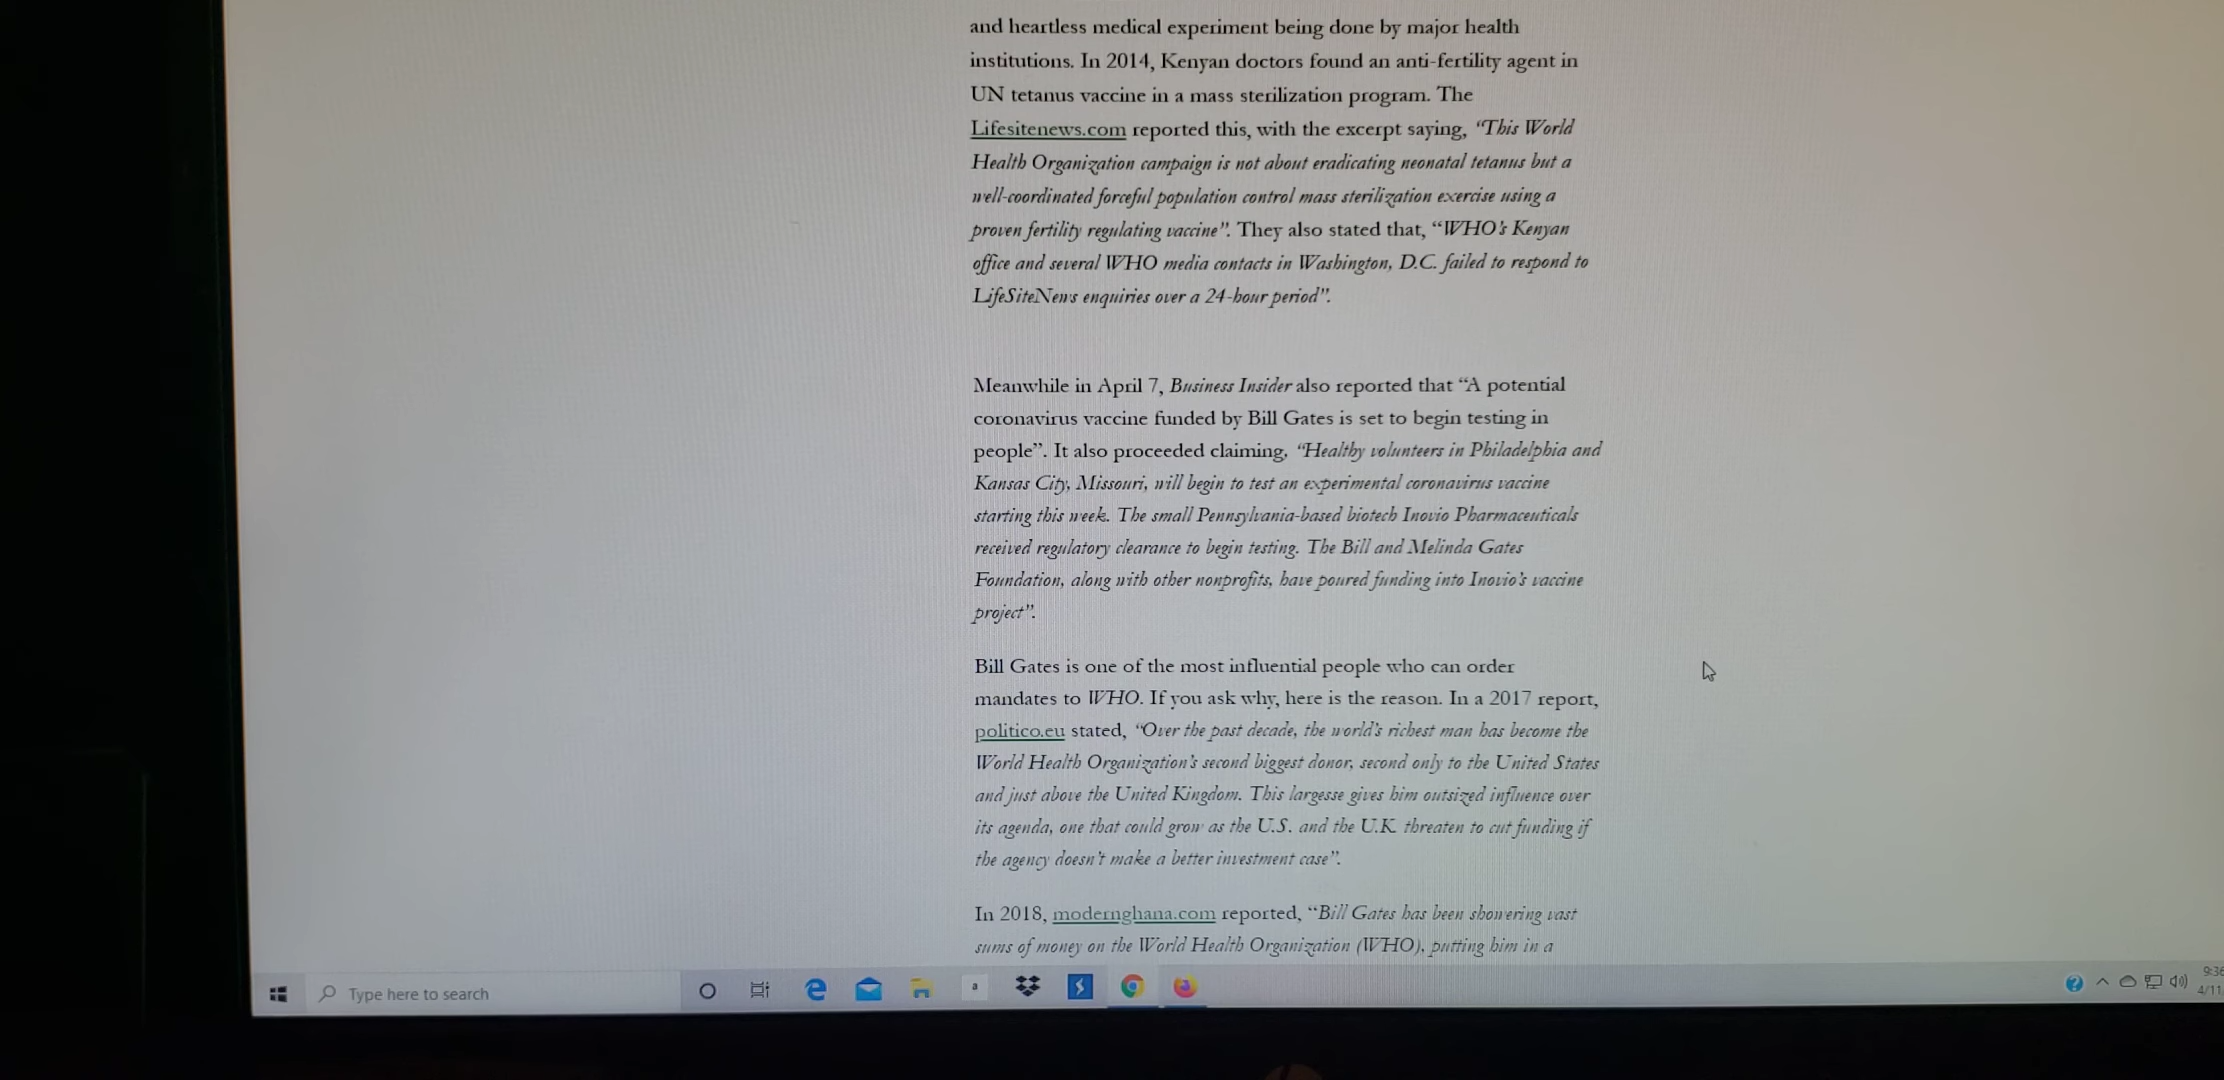 and heartless medical experiment being done by major health
institutions. In 2014, Kenyan doctors found an anti-fertility agent in
UN tetanus vaccine in a mass sterilization program. The
Lifesitenews.com reported this, with the excerpt saying, "This World
Health Organization campaign is not about eradicating neonatal tetanus but a
well-coordinated forceful population control mass sterilization exercise using a
proven fertility regulating vaccine". They also stated that, "WHO's Kenyan
office and several WHO media contacts in Washington, D.C. failed to respond to
LifeSiteNews enquiries over a 24-hour period".
Meanwhile in April 7, Business Insider also reported that "A potential
coronavirus vaccine funded by Bill Gates is set to begin testing in
people". It also proceeded claiming, "Healthy volunteers in Philadelphia and
Kansas City, Missouri, will begin to test an experimental coronavirus vaccine
starting this week. The small Pennsylvania-based biotech Inovio Pharmaceuticals
received regulatory clearance to begin testing. The Bill and Melinda Gates
Foundation, along with other nonprofits, have poured funding into Inovio's vaccine
project".
Bill Gates is one of the most influential people who can order
mandates to WHO. If you ask why, here is the reason. In a 2017 report,
politico.eu stated, "Over the past decade, the world's richest man has become the
World Health Organization's second biggest donor, second only to the United States
and just above the United Kingdom. This largesse gives him outsized influence over
its agenda, one that could grow as the U.S. and the U.K. threaten to cut funding if
the agency doesn't make a better investment case".
In 2018, modernghana.com reported, "Bill Gates has been showering vast
sums of money on the World Health Organization (WHO), putting him in a
Type here to search
a
9:36
4/11